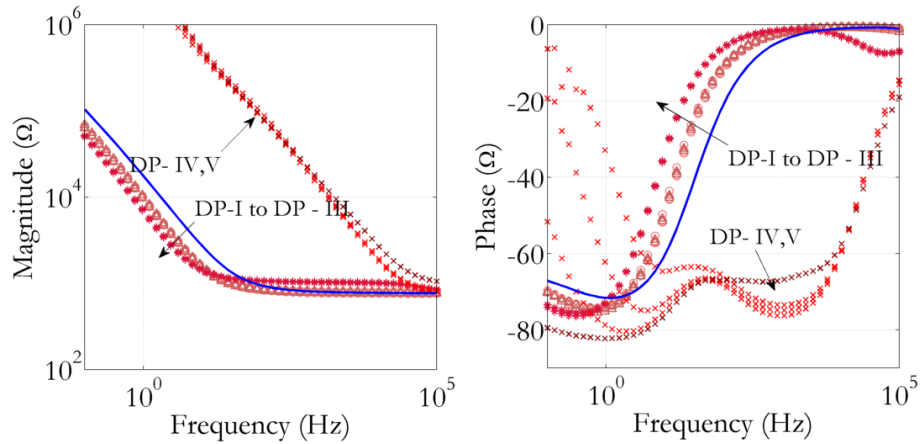 Magnitude (Ω)
10^6
10^4
10^2
DP- IV,V
DP-I to DP - III
10^0
10^5
Frequency (Hz)
Phase (Ω)
0
-20
-40
-60
-80
DP-I to DP - III
DP- IV,V
10^0
10^5
Frequency (Hz)